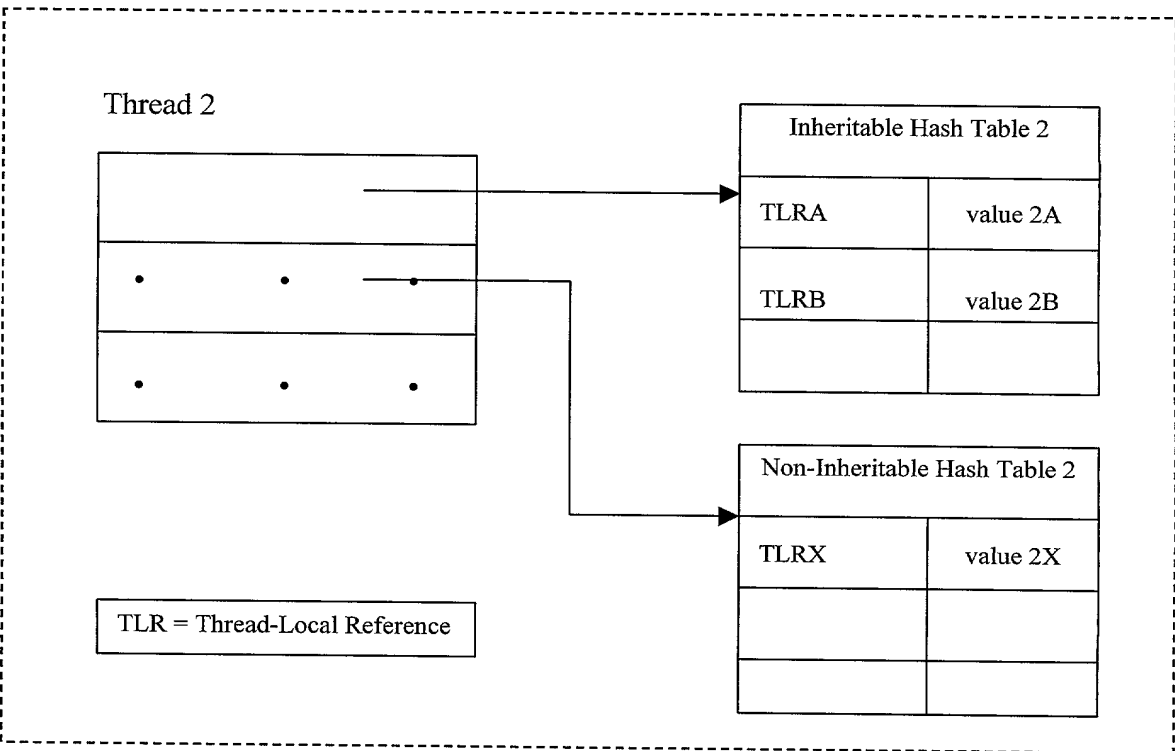 Thread 2
Inheritable Hash Table 2
TLRA value 2A
TLRB value 2B
Non-Inheritable Hash Table 2
TLRX value 2X
TLR = Thread-Local Reference